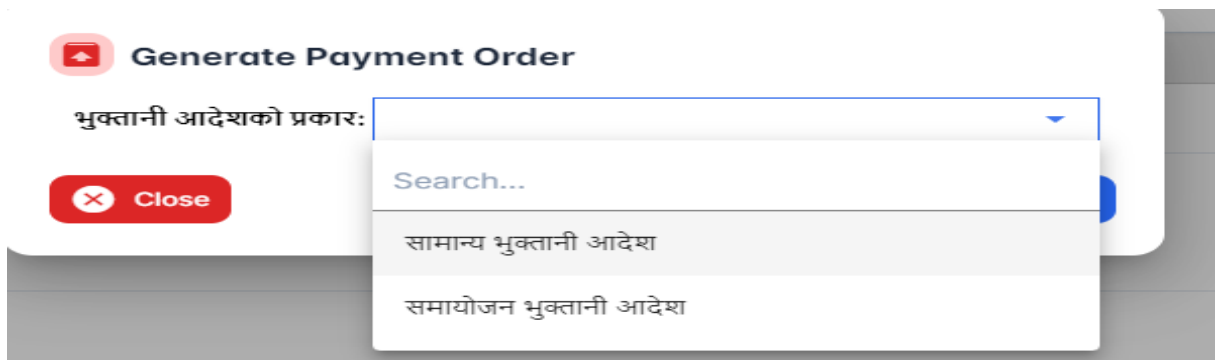 Generate Payment Order
भुक्तानी आदेशको प्रकार:
Search...
Close
सामान्य भुक्तानी आदेश
समायोजन भुक्तानी आदेश